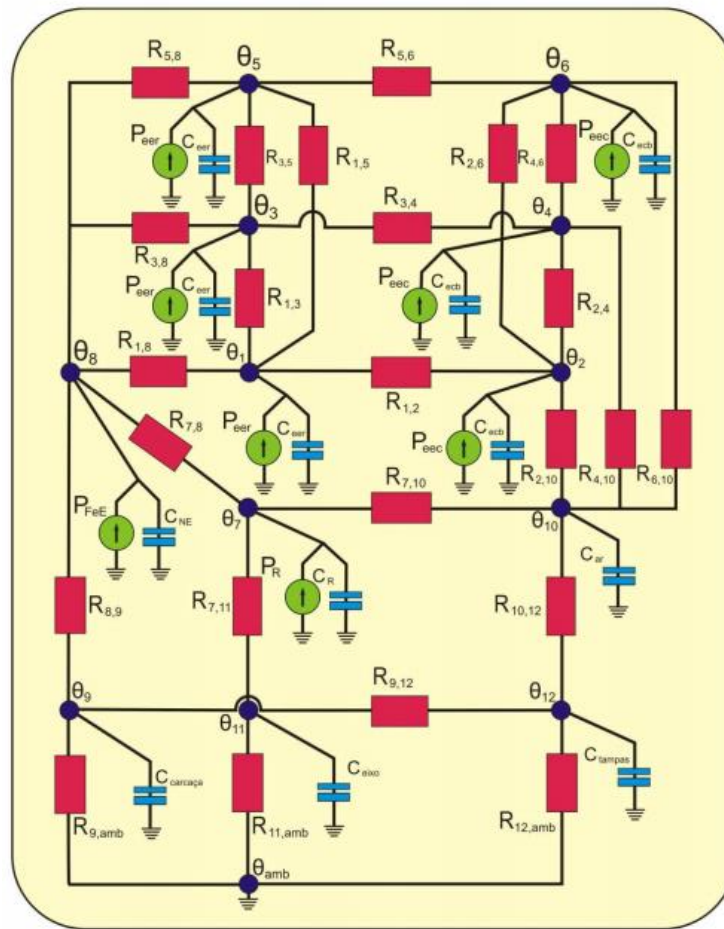 θ5 θ6
R5,8 R5,6
Peer Ceer R3,5 R1,5 R2,6 R4,6 Peec Cecb
θ3 θ4
R3,8 R3,4
Peer Ceer R1,3 Peec Cecb R2,4
θ8 θ1 θ2
R1,8 R1,2
R7,8 Peer Ceer Peec Cecb R2,10 R4,10 R6,10
R7,10
PFeE CNE θ7 θ10
PR CR Car
R8,9 R7,11 R10,12
θ9 R9,12 θ12
θ11
Ccarcaça Ceixo Ctampas
R9,amb R11,amb R12,amb
θamb